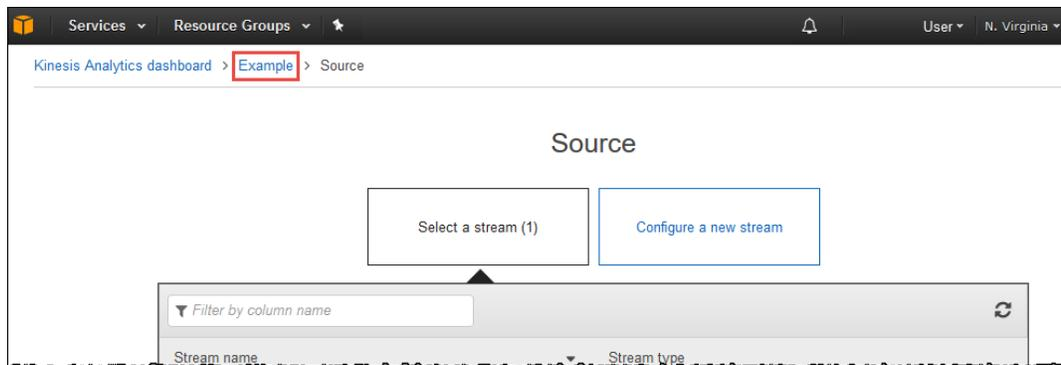 Services Resource Groups User N. Virginia
Kinesis Analytics dashboard > Example > Source
Source
Select a stream (1) Configure a new stream
Filter by column name
Stream name Stream type